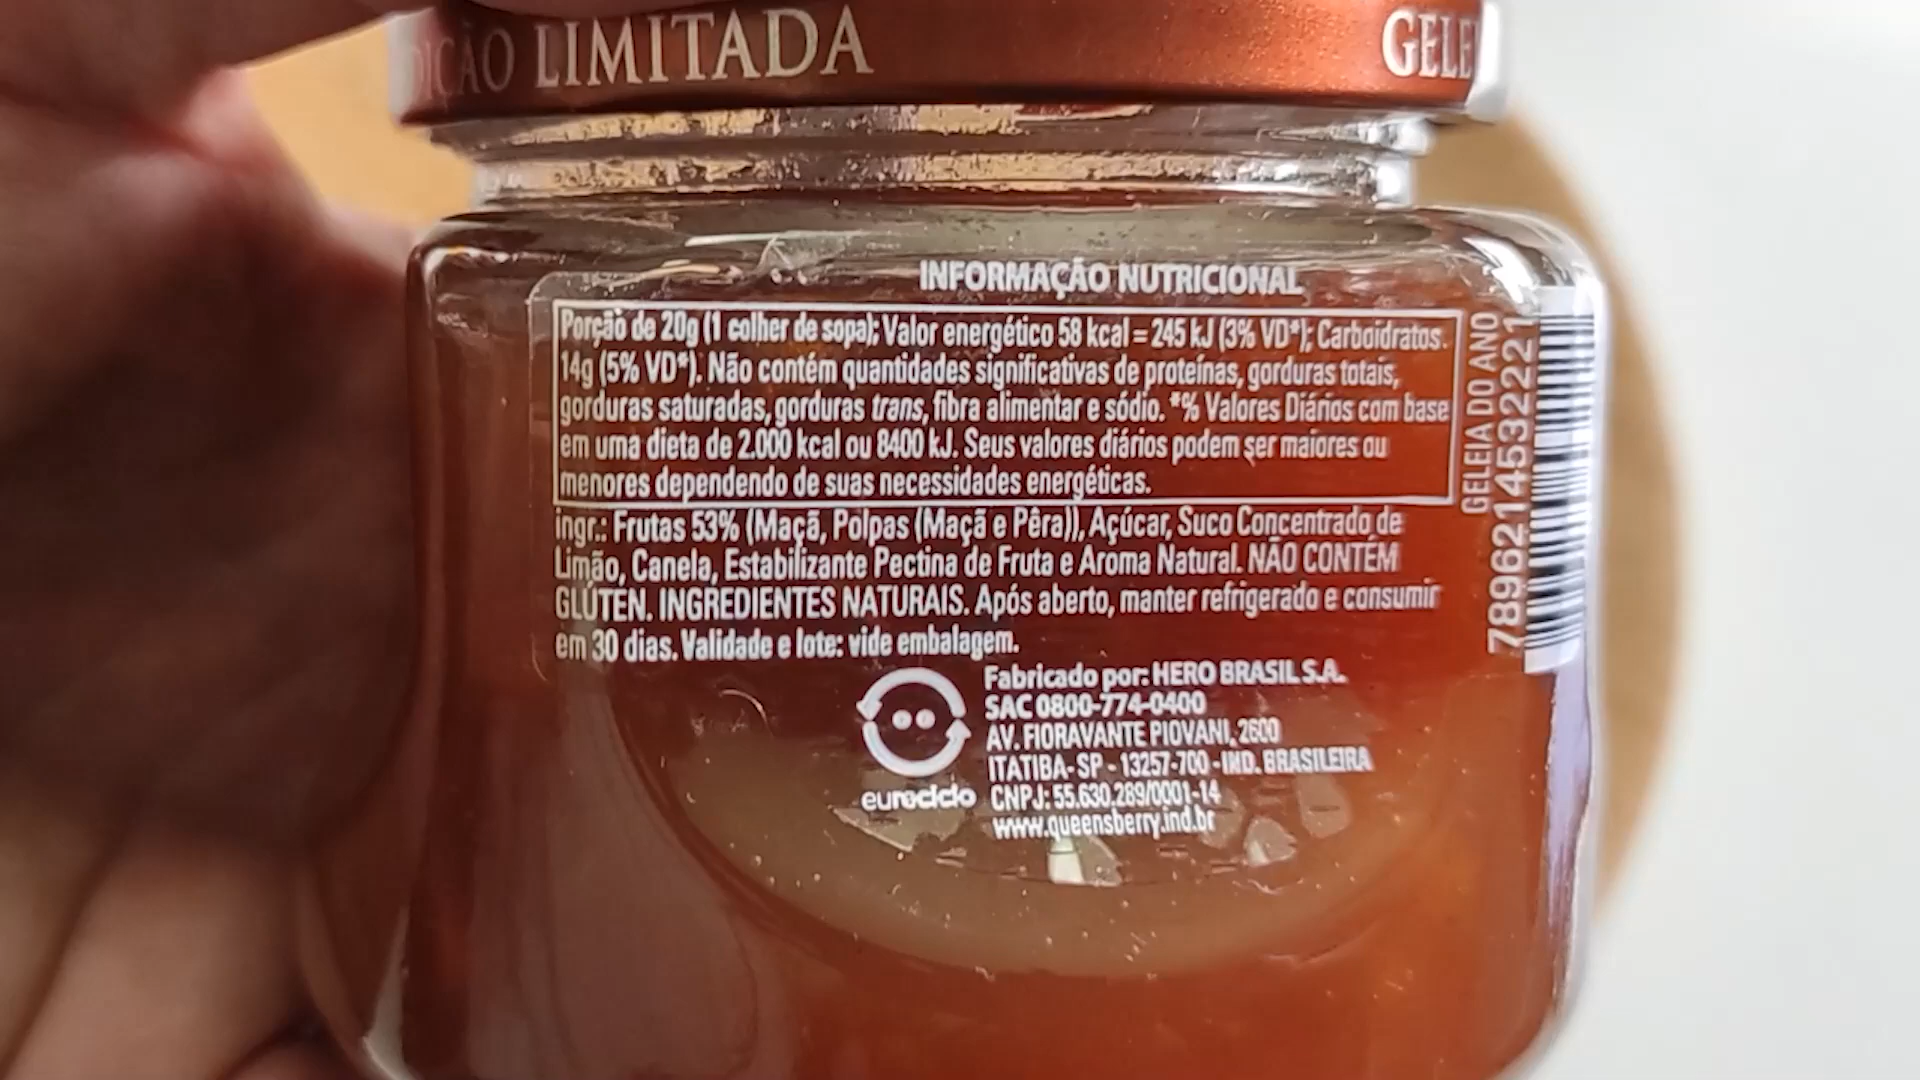 LIMITADA
INFORMAÇÃO NUTRICIONAL
Porção de 20g (1 colher de sopa); Valor energético 58 kcal = 245 kJ (3% VD*); Carboidratos.
14g (5% VD*). Não contém quantidades significativas de proteínas, gorduras totais,
gorduras saturadas, gorduras trans, fibra alimentar e sódio. *% Valores Diários com base
em uma dieta de 2.000 kcal ou 8400 kJ. Seus valores diários podem ser maiores ou
menores dependendo de suas necessidades energéticas.
ingr.: Frutas 53% (Maçã, Polpas (Maçã e Pêra)), Açúcar, Suco Concentrado de
Limão, Canela, Estabilizante Pectina de Fruta e Aroma Natural. NÃO CONTÉM
GLÚTEN. INGREDIENTES NATURAIS. Após aberto, manter refrigerado e consumir
em 30 dias. Validade e lote: vide embalagem.
Fabricado por: HERO BRASIL S.A.
SAC 0800-774-0400
AV. FIORAVANTE PIOVANI, 2600
ITATIBA-SP - 13257-700 - IND. BRASILEIRA
CNPJ: 55.630.289/0001-14
www.queensberry.ind.br
eureciclo
GELEIA DO ANO
7896214532221